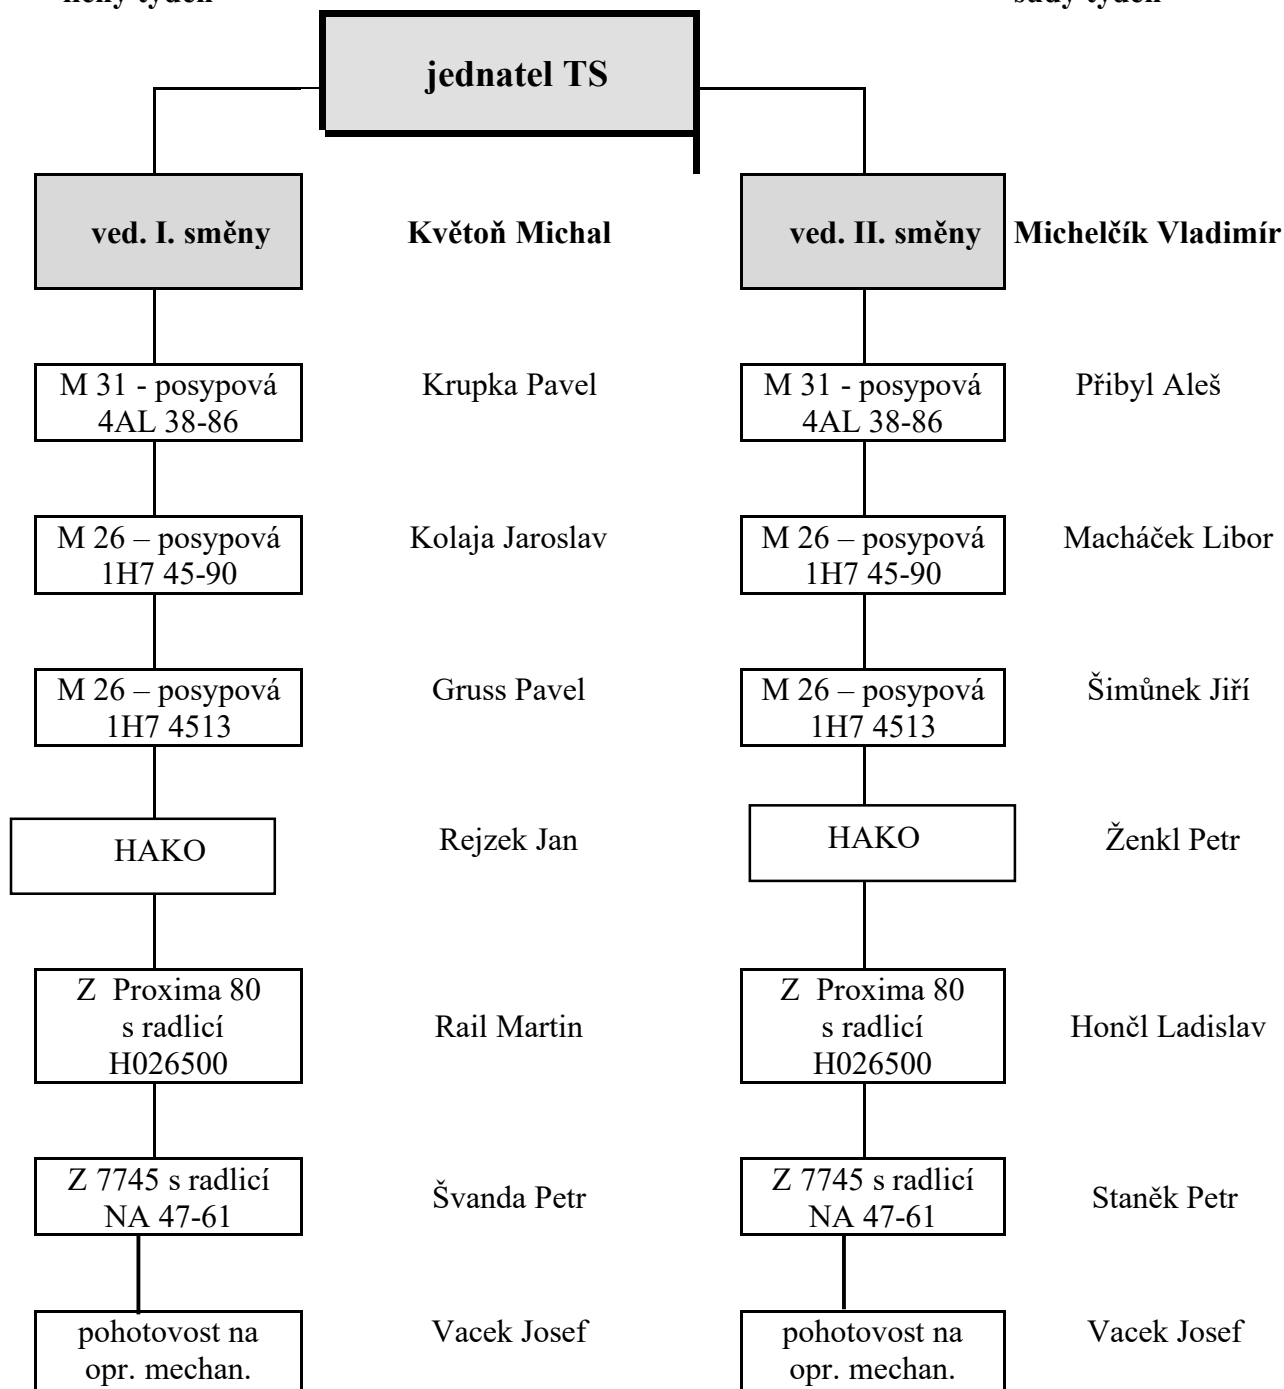 týden
týden
jednatel TS
ved. I. směny
Květoň Michal
ved. II. směny
Michelčík Vladimír
M 31 - posypová
4AL 38-86
Krupka Pavel
M 31 - posypová
4AL 38-86
Přibyl Aleš
M 26 – posypová
1H7 45-90
Kolaja Jaroslav
M 26 – posypová
1H7 45-90
Macháček Libor
M 26 – posypová
1H7 4513
Gruss Pavel
M 26 – posypová
1H7 4513
Šimůnek Jiří
HAKO
Rejzek Jan
HAKO
Ženkl Petr
Z Proxima 80
s radlicí
H026500
Rail Martin
Z Proxima 80
s radlicí
H026500
Hončl Ladislav
Z 7745 s radlicí
NA 47-61
Švanda Petr
Z 7745 s radlicí
NA 47-61
Staněk Petr
pohotovost na
opr. mechan.
Vacek Josef
pohotovost na
opr. mechan.
Vacek Josef